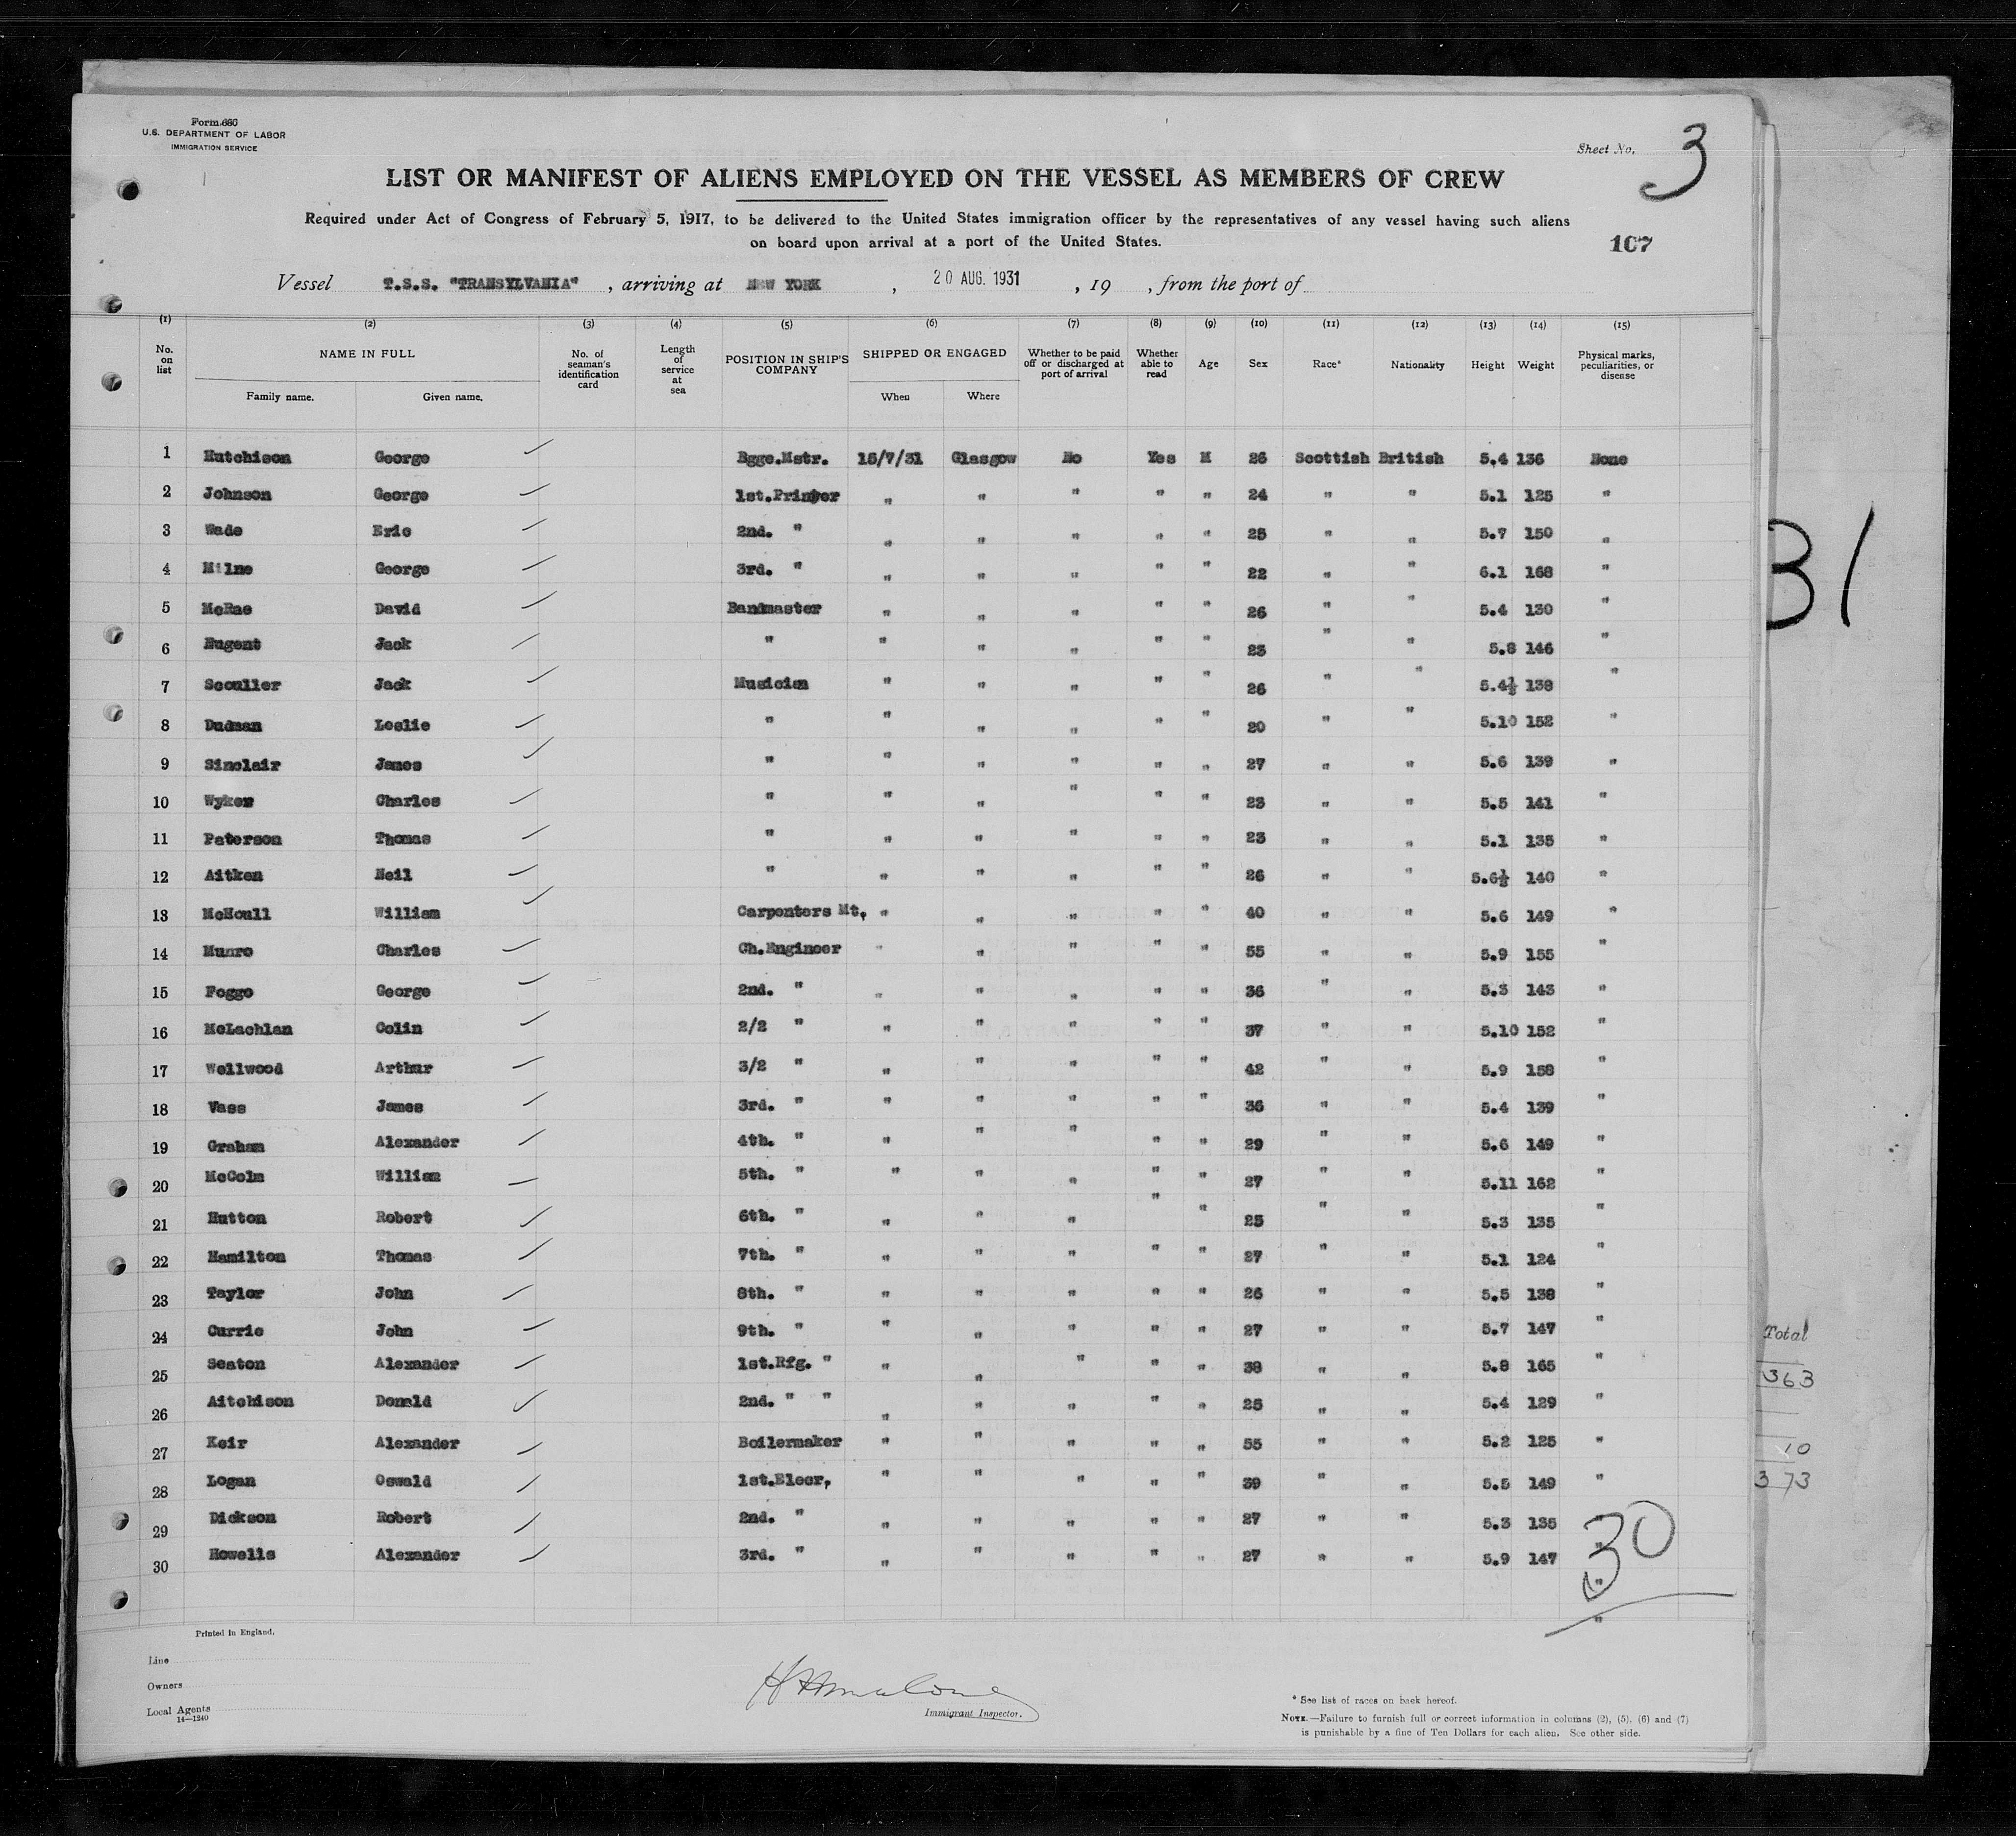 Form 686
U.S. DEPARTMENT OF LABOR
IMMIGRATION SERVICE
Sheet No. 3
LIST OR MANIFEST OF ALIENS EMPLOYED ON THE VESSEL AS MEMBERS OF CREW
Required under Act of Congress of February 5, 1917, to be delivered to the United States immigration officer by the representatives of any vessel having such aliens
on board upon arrival at a port of the United States.
107
Vessel T.S.S. "TRANSYLVANIA", arriving at NEW YORK, 20 AUG. 1931, 19 , from the port of
(1) (2) (3) (4) (5) (6) (7) (8) (9) (10) (11) (12) (13) (14) (15)
No. on list NAME IN FULL No. of seaman's identification card Length of service at sea POSITION IN SHIP'S COMPANY SHIPPED OR ENGAGED Whether to be paid off or discharged at port of arrival Whether able to read Age Sex Race* Nationality Height Weight Physical marks, peculiarities, or disease
Family name. Given name. When Where
1 Hutchison George Bgge.Mstr. 15/7/31 Glasgow No Yes M 26 Scottish British 5.4 136 None
2 Johnson George 1st.Printer " " " " " 24 " " 5.1 125 "
3 Wade Eric 2nd. " " " " " " 25 " " 5.7 150 "
4 Milne George 3rd. " " " " " " 22 " " 6.1 168 "
5 McRae David Bandmaster " " " " " 26 " " 5.4 130 "
6 Nugent Jack " " " " " " 23 " " 5.8 146 "
7 Scouller Jack Musician " " " " " 26 " " 5.4½ 138 "
8 Dudman Leslie " " " " " " 20 " " 5.10 152 "
9 Sinclair James " " " " " " 27 " " 5.6 139 "
10 Wyker Charles " " " " " " 23 " " 5.5 141 "
11 Paterson Thomas " " " " " " 23 " " 5.1 135 "
12 Aitken Neil " " " " " " 26 " " 5.6½ 140 "
13 McNoull William Carpenters Mt. " " " " " 40 " " 5.6 149 "
14 Munro Charles Ch.Engineer " " " " " 55 " " 5.9 155 "
15 Foggo George 2nd. " " " " " " 36 " " 5.3 143 "
16 McLachlan Colin 2/2 " " " " " " 37 " " 5.10 152 "
17 Wellwood Arthur 3/2 " " " " " " 42 " " 5.9 158 "
18 Vass James 3rd. " " " " " " 36 " " 5.4 139 "
19 Graham Alexander 4th. " " " " " " 29 " " 5.6 149 "
20 McColm William 5th. " " " " " " 27 " " 5.11 162 "
21 Hutton Robert 6th. " " " " " " 25 " " 5.3 135 "
22 Hamilton Thomas 7th. " " " " " " 27 " " 5.1 124 "
23 Taylor John 8th. " " " " " " 26 " " 5.5 138 "
24 Currie John 9th. " " " " " " 27 " " 5.7 147 "
25 Seaton Alexander 1st.Rfg. " " " " " " 38 " " 5.8 165 "
26 Aitchison Donald 2nd. " " " " " " " 25 " " 5.4 129 "
27 Keir Alexander Boilermaker " " " " " 55 " " 5.2 125 "
28 Logan Oswald 1st.Elecr, " " " " " 39 " " 5.5 149 "
29 Dickson Robert 2nd. " " " " " " 27 " " 5.3 135 "
30 Howells Alexander 3rd. " " " " " " 27 " " 5.9 147 "
30
31
Total
363
10
373
Printed in England.
Line
Owners
Local Agents
14—1240
Immigrant Inspector.
* See list of races on back hereof.
NOTE.—Failure to furnish full or correct information in columns (2), (5), (6) and (7)
is punishable by a fine of Ten Dollars for each alien. See other side.